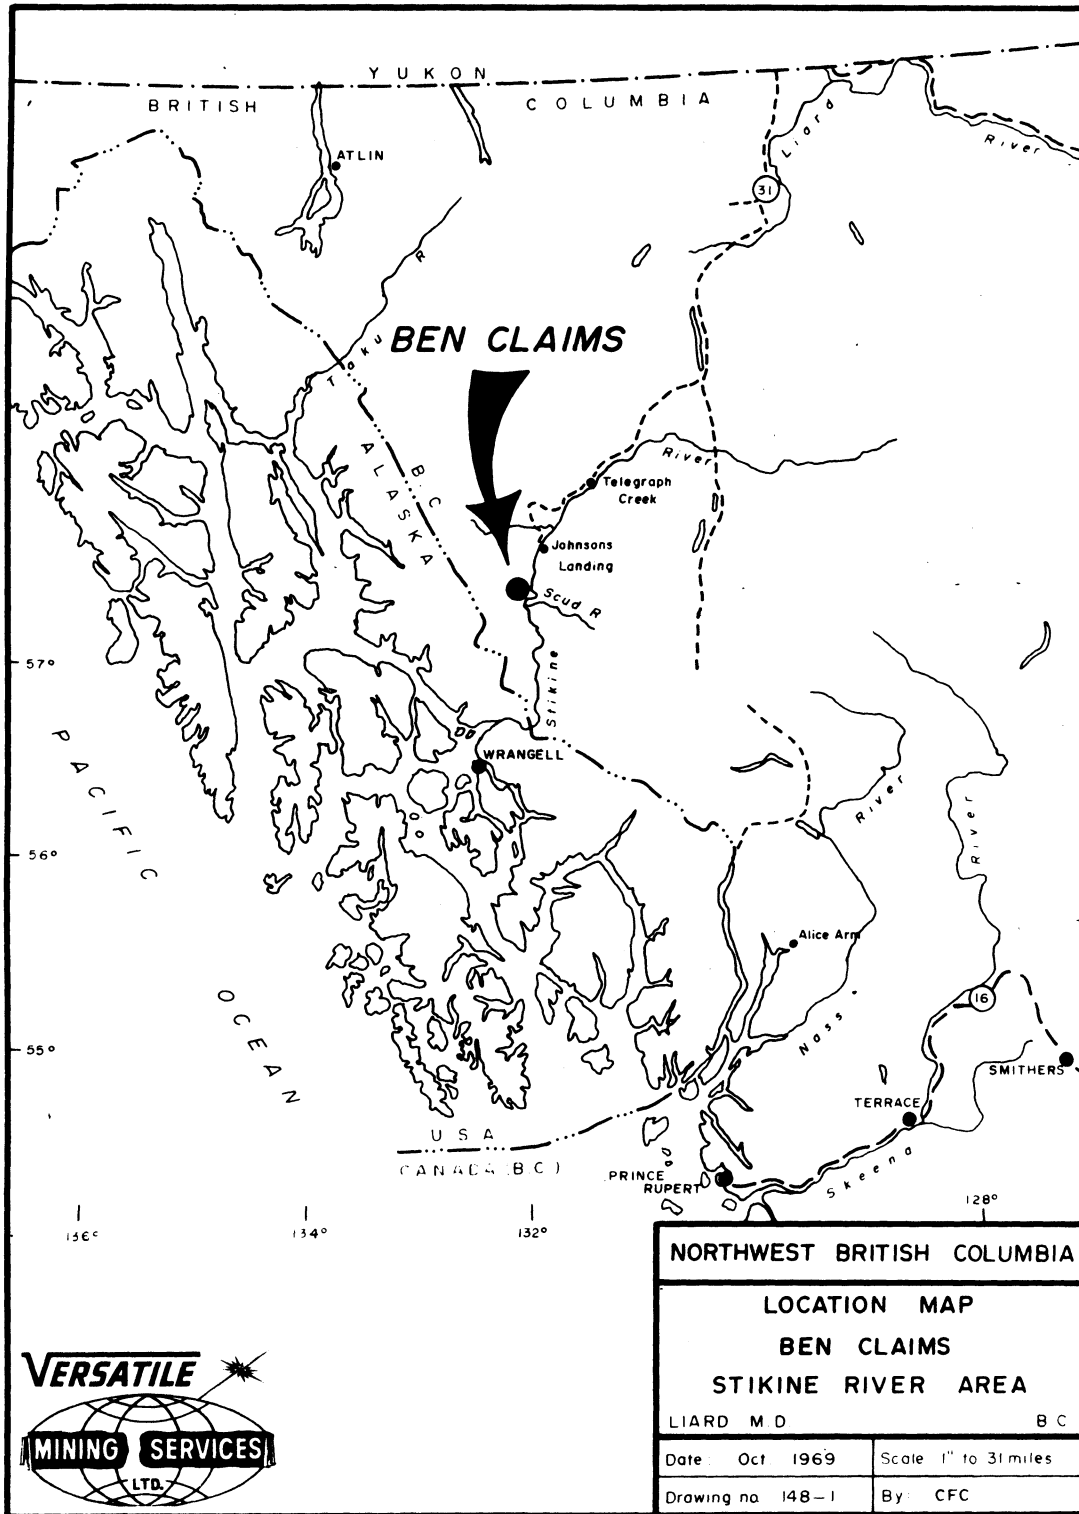 YUKON
BRITISH COLUMBIA
Liard
River
ATLIN
31
R
BEN CLAIMS
Taku
B.C
ALASKA
River
Telegraph
Creek
Johnsons
Landing
Scud R
57°
Stikine
PACIFIC
WRANGELL
River
River
56°
Alice Arm
OCEAN
16
Nass
55°
SMITHERS
TERRACE
USA
CANADA (B C)
PRINCE
RUPERT
Skeena
128°
136°
134°
132°
NORTHWEST BRITISH COLUMBIA
LOCATION MAP
BEN CLAIMS
STIKINE RIVER AREA
LIARD M.D. B C
Date: Oct. 1969
Scale 1" to 31 miles
Drawing no. 148-1
By: CFC
VERSATILE
MINING SERVICES
LTD.